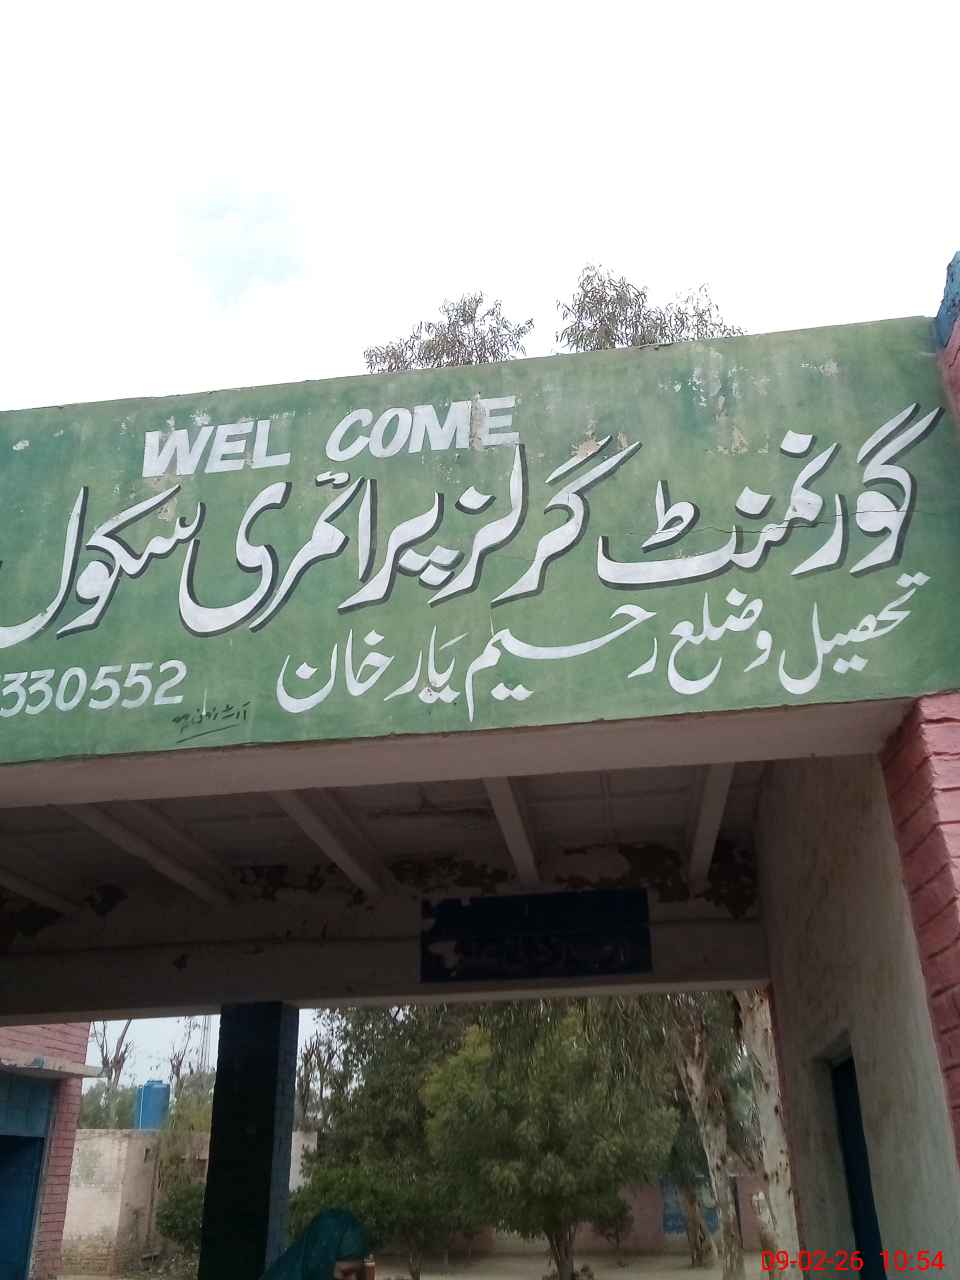 WEL COME
گورنمنٹ گرلز پرائمری سکول
تحصیل و ضلع رحیم یار خان
330552
09-02-26 10:54